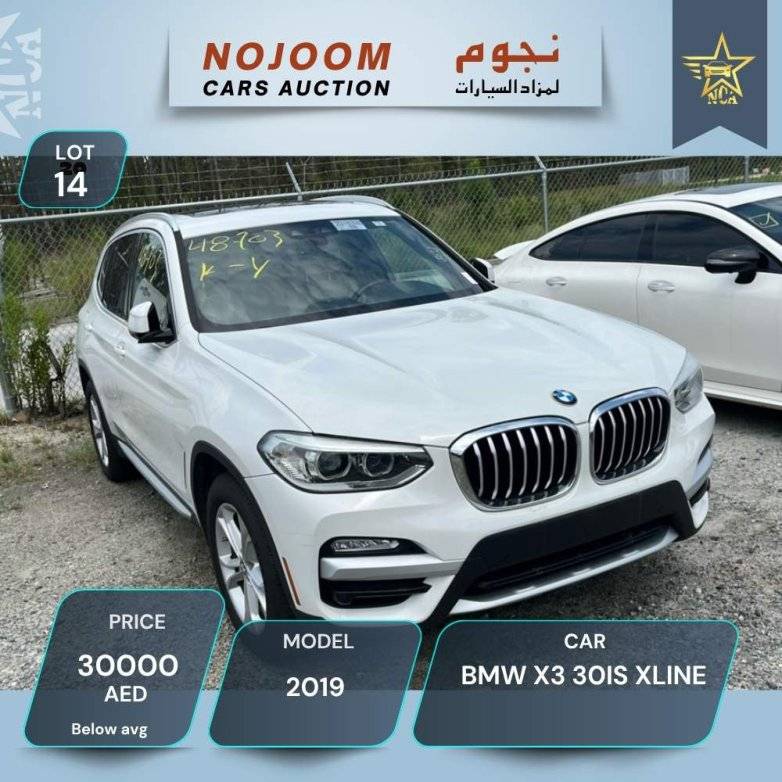 NOJOOM
CARS AUCTION
نجوم
لمزاد السيارات
NCA
LOT
14
48703
K-Y
PRICE
30000
AED
Below avg
MODEL
2019
CAR
BMW X3 30IS XLINE